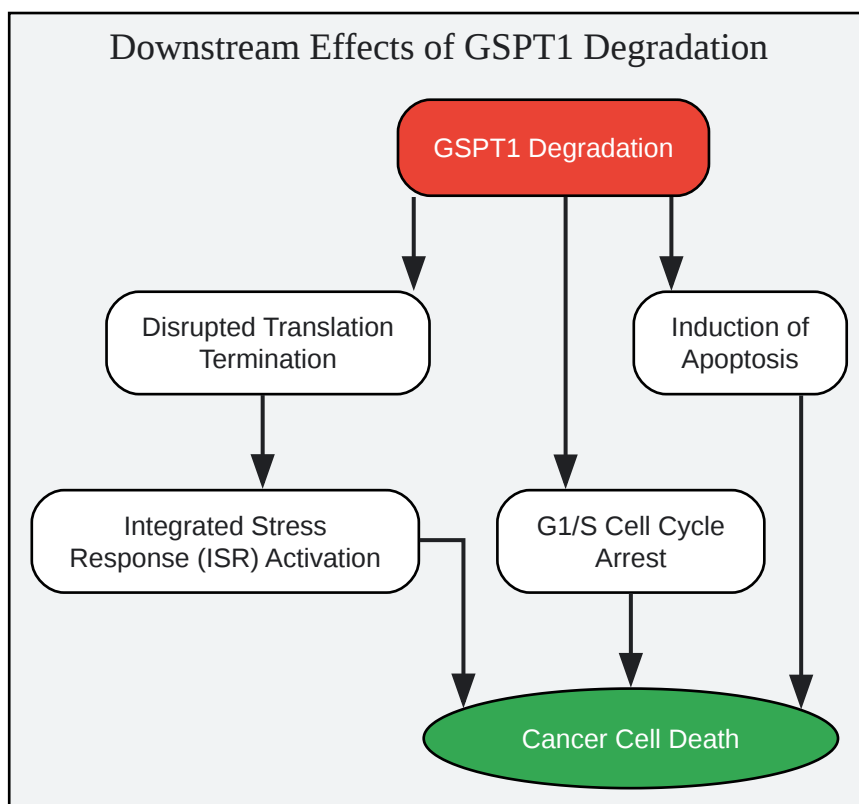 Downstream Effects of GSPT1 Degradation
GSPT1 Degradation
Disrupted Translation
Termination
Induction of
Apoptosis
Integrated Stress
Response (ISR) Activation
G1/S Cell Cycle
Arrest
Cancer Cell Death